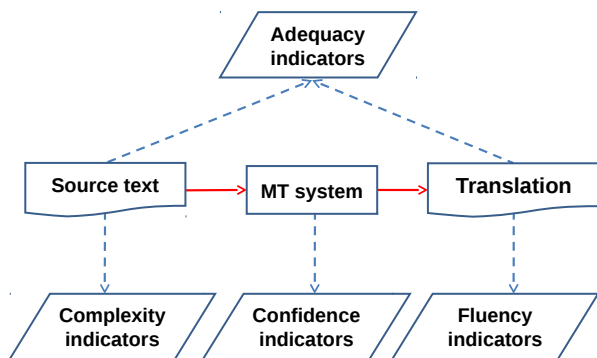 Adequacy
indicators
Source text
MT system
Translation
Complexity
indicators
Confidence
indicators
Fluency
indicators